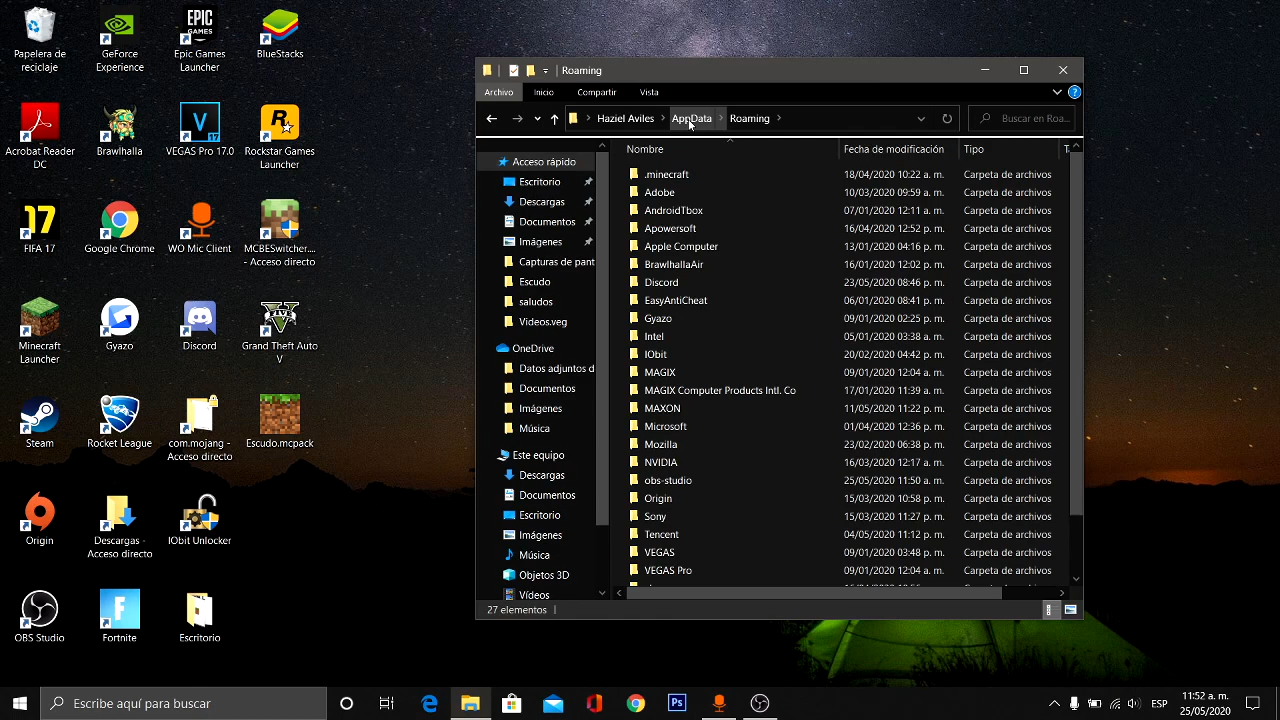 Papelera de
reciclaje
GeForce
Experience
EPIC
GAMES
Epic Games
Launcher
BlueStacks
Acrobat Reader
DC
Brawlhalla
V
17
VEGAS Pro 17.0
R
Rockstar Games
Launcher
17
FIFA 17
Google Chrome
WO Mic Client
MCBESwitcher....
- Acceso directo
Minecraft
Launcher
Gyazo
Discord
Grand Theft Auto
V
Steam
Rocket League
com.mojang -
Acceso directo
Escudo.mcpack
Origin
Descargas -
Acceso directo
IObit Unlocker
OBS Studio
F
Fortnite
Escritorio
Roaming
Archivo Inicio Compartir Vista
Haziel Aviles AppData Roaming
Buscar en Roa...
Acceso rápido
Escritorio
Descargas
Documentos
Imágenes
Capturas de pant
Escudo
saludos
Videos.veg
OneDrive
Datos adjuntos d
Documentos
Imágenes
Música
Este equipo
Descargas
Documentos
Escritorio
Imágenes
Música
Objetos 3D
Vídeos
Nombre Fecha de modificación Tipo T
.minecraft 18/04/2020 10:22 a. m. Carpeta de archivos
Adobe 10/03/2020 09:59 a. m. Carpeta de archivos
AndroidTbox 07/01/2020 12:11 a. m. Carpeta de archivos
Apowersoft 16/04/2020 12:52 p. m. Carpeta de archivos
Apple Computer 13/01/2020 04:16 p. m. Carpeta de archivos
BrawlhallaAir 16/01/2020 12:02 p. m. Carpeta de archivos
Discord 23/05/2020 08:46 p. m. Carpeta de archivos
EasyAntiCheat 06/01/2020 08:41 p. m. Carpeta de archivos
Gyazo 09/01/2020 02:25 p. m. Carpeta de archivos
Intel 05/01/2020 03:38 a. m. Carpeta de archivos
IObit 20/02/2020 04:42 p. m. Carpeta de archivos
MAGIX 09/01/2020 12:04 a. m. Carpeta de archivos
MAGIX Computer Products Intl. Co 17/01/2020 11:39 a. m. Carpeta de archivos
MAXON 11/05/2020 11:22 p. m. Carpeta de archivos
Microsoft 01/04/2020 12:36 p. m. Carpeta de archivos
Mozilla 23/02/2020 06:38 p. m. Carpeta de archivos
NVIDIA 16/03/2020 12:17 a. m. Carpeta de archivos
obs-studio 25/05/2020 11:50 a. m. Carpeta de archivos
Origin 15/03/2020 10:58 p. m. Carpeta de archivos
Sony 15/03/2020 11:27 p. m. Carpeta de archivos
Tencent 04/05/2020 11:12 p. m. Carpeta de archivos
VEGAS 09/01/2020 03:48 p. m. Carpeta de archivos
VEGAS Pro 09/01/2020 12:04 a. m. Carpeta de archivos
27 elementos
Escribe aquí para buscar
Ps
ESP
11:52 a. m.
25/05/2020